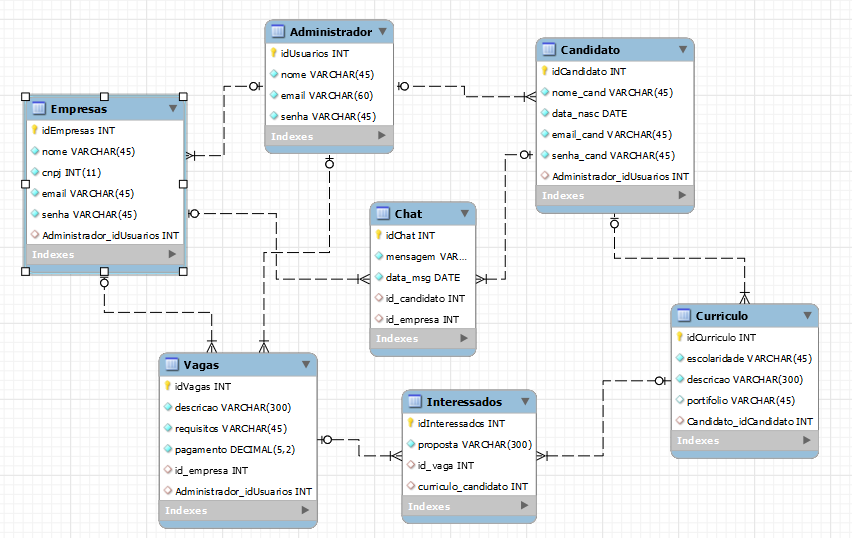 Administrador
idUsuarios INT
nome VARCHAR(45)
email VARCHAR(60)
senha VARCHAR(45)
Indexes
Candidato
idCandidato INT
nome_cand VARCHAR(45)
data_nasc DATE
email_cand VARCHAR(45)
senha_cand VARCHAR(45)
Administrador_idUsuarios INT
Indexes
Empresas
idEmpresas INT
nome VARCHAR(45)
cnpj INT(11)
email VARCHAR(45)
senha VARCHAR(45)
Administrador_idUsuarios INT
Indexes
Chat
idChat INT
mensagem VAR...
data_msg DATE
id_candidato INT
id_empresa INT
Indexes
Curriculo
idCurriculo INT
escolaridade VARCHAR(45)
descricao VARCHAR(300)
portifolio VARCHAR(45)
Candidato_idCandidato INT
Indexes
Vagas
idVagas INT
descricao VARCHAR(300)
requisitos VARCHAR(45)
pagamento DECIMAL(5,2)
id_empresa INT
Administrador_idUsuarios INT
Indexes
Interessados
idInteressados INT
proposta VARCHAR(300)
id_vaga INT
curriculo_candidato INT
Indexes